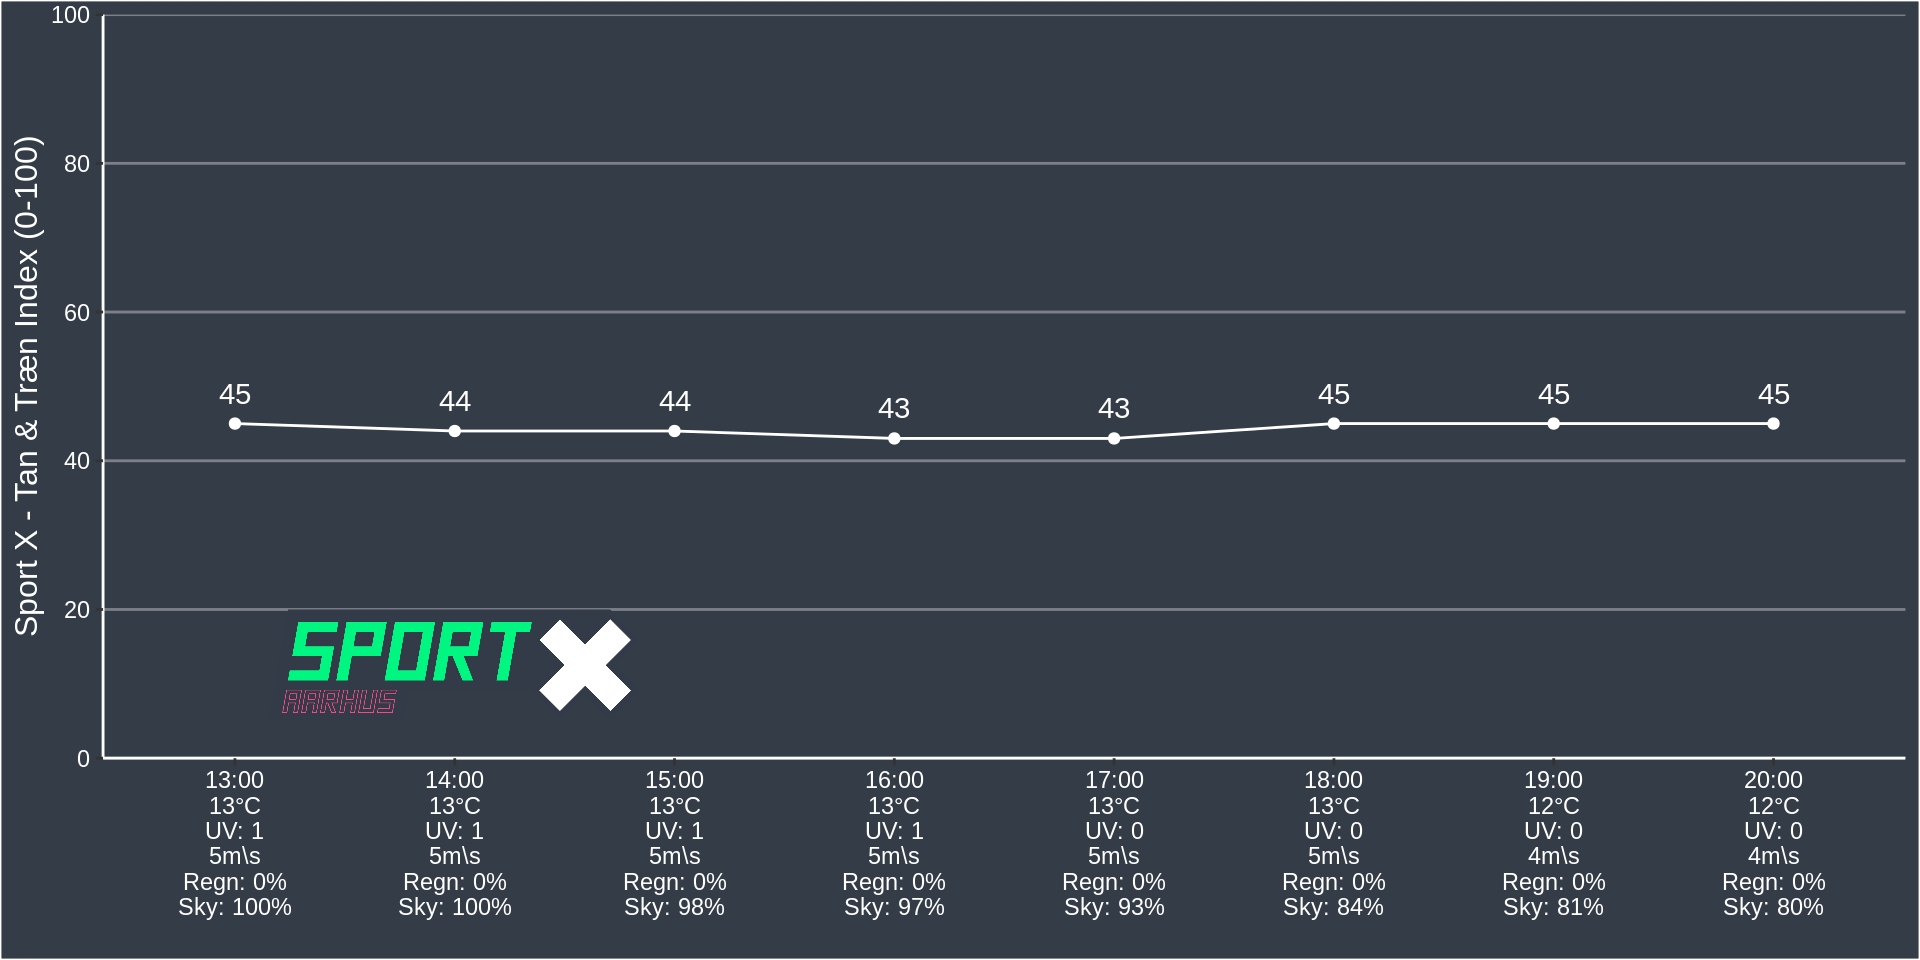 Sport X - Tan & Træn Index (0-100)
100
80
60
40
20
0
45
44
44
43
43
45
45
45
SPORT X
AARHUS
13:00
13°C
UV: 1
5m\s
Regn: 0%
Sky: 100%
14:00
13°C
UV: 1
5m\s
Regn: 0%
Sky: 100%
15:00
13°C
UV: 1
5m\s
Regn: 0%
Sky: 98%
16:00
13°C
UV: 1
5m\s
Regn: 0%
Sky: 97%
17:00
13°C
UV: 0
5m\s
Regn: 0%
Sky: 93%
18:00
13°C
UV: 0
5m\s
Regn: 0%
Sky: 84%
19:00
12°C
UV: 0
4m\s
Regn: 0%
Sky: 81%
20:00
12°C
UV: 0
4m\s
Regn: 0%
Sky: 80%